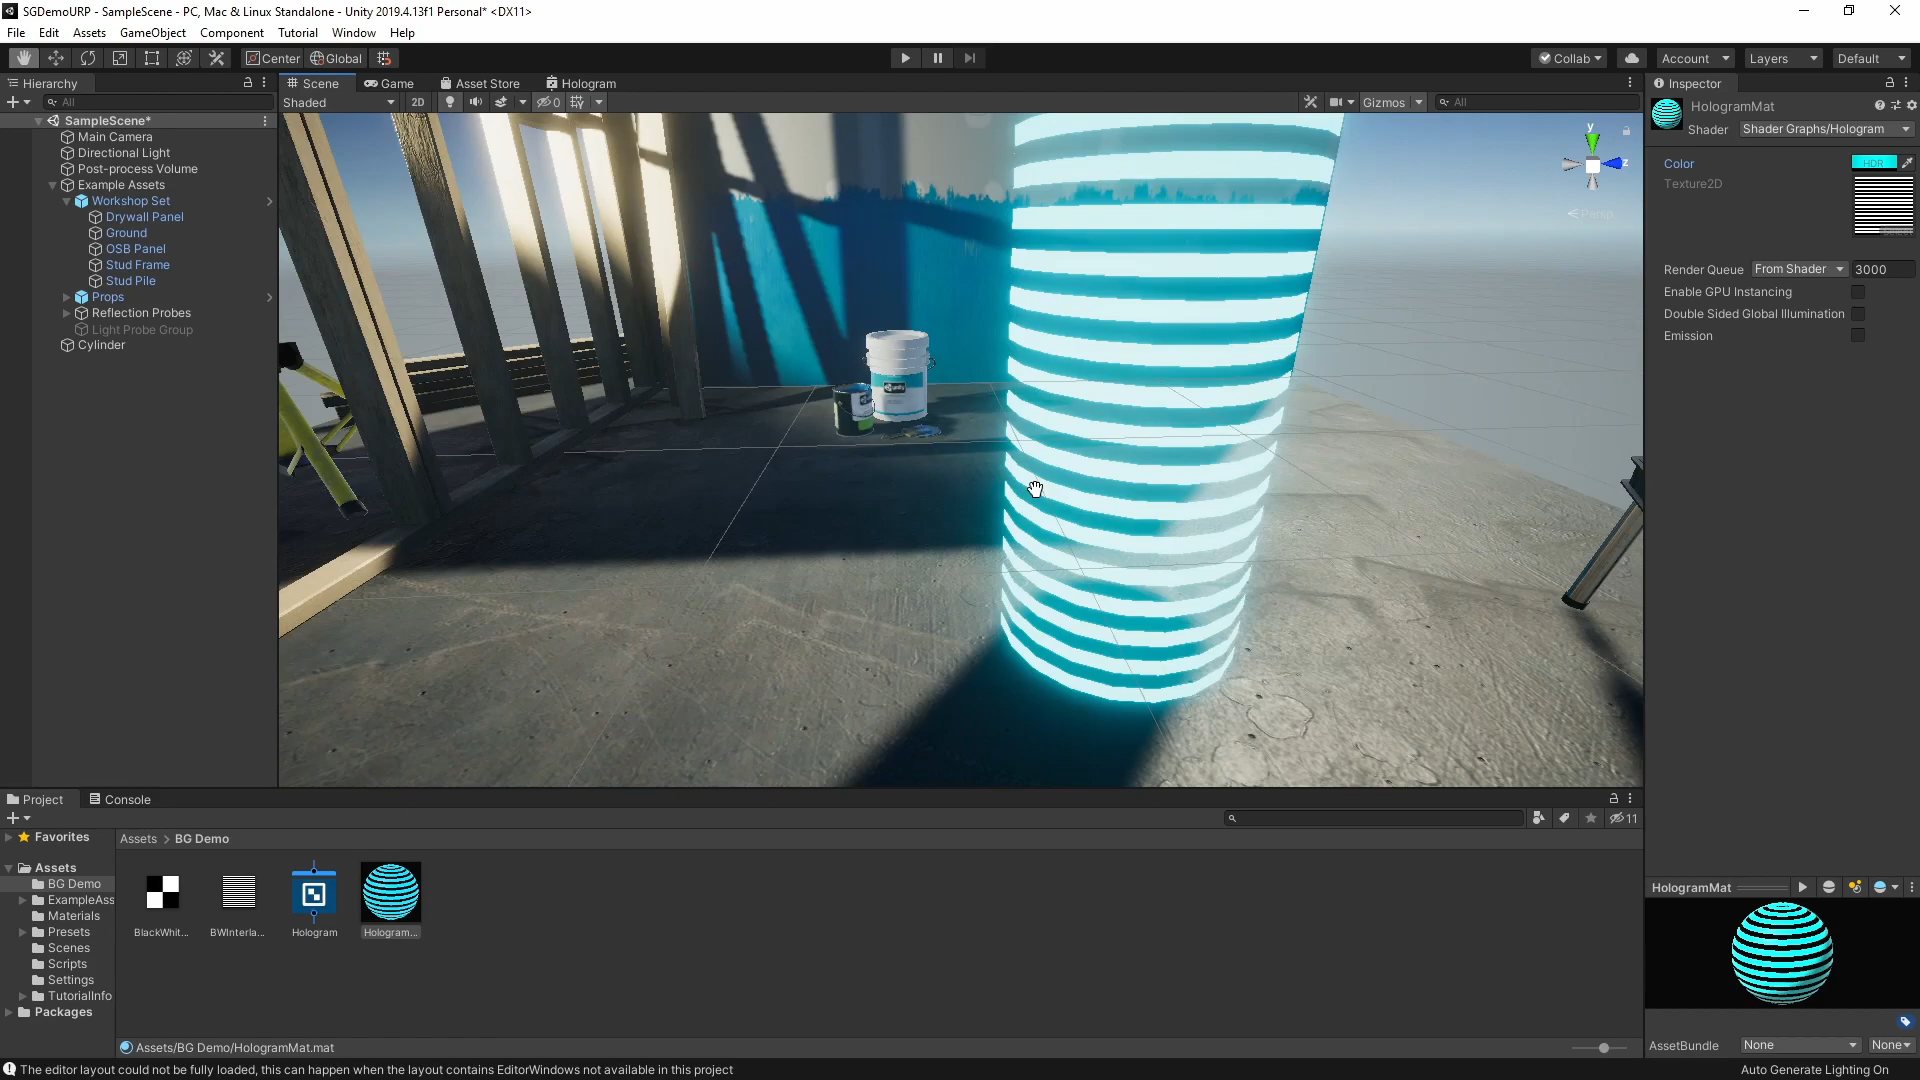 SGDemoURP - SampleScene - PC, Mac & Linux Standalone - Unity 2019.4.13f1 Personal* <DX11>
File Edit Assets GameObject Component Tutorial Window Help
Center Global Collab Account Layers Default
Hierarchy
All
SampleScene*
Main Camera
Directional Light
Post-process Volume
Example Assets
Workshop Set
Drywall Panel
Ground
OSB Panel
Stud Frame
Stud Pile
Props
Reflection Probes
Light Probe Group
Cylinder
Scene Game Asset Store Hologram
Shaded 2D 0 Gizmos All
y
z
Persp
unity
Inspector
HologramMat
Shader Shader Graphs/Hologram
Color HDR
Texture2D
Select
Render Queue From Shader 3000
Enable GPU Instancing
Double Sided Global Illumination
Emission
Project Console
11
Favorites
Assets
BG Demo
ExampleAss
Materials
Presets
Scenes
Scripts
Settings
TutorialInfo
Packages
Assets > BG Demo
BlackWhit... BWInterla... Hologram Hologram...
Assets/BG Demo/HologramMat.mat
HologramMat
AssetBundle None None
The editor layout could not be fully loaded, this can happen when the layout contains EditorWindows not available in this project
Auto Generate Lighting On